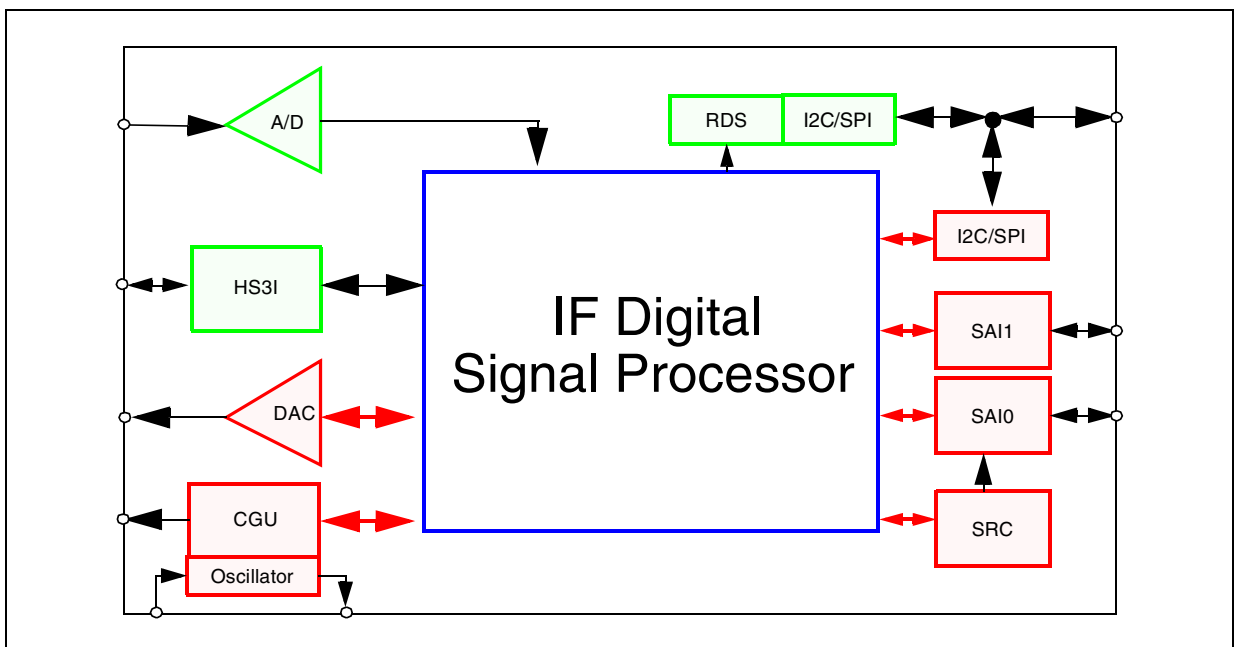 A/D
RDS
I2C/SPI
I2C/SPI
HS3I
IF Digital
Signal Processor
SAI1
DAC
SAI0
CGU
SRC
Oscillator